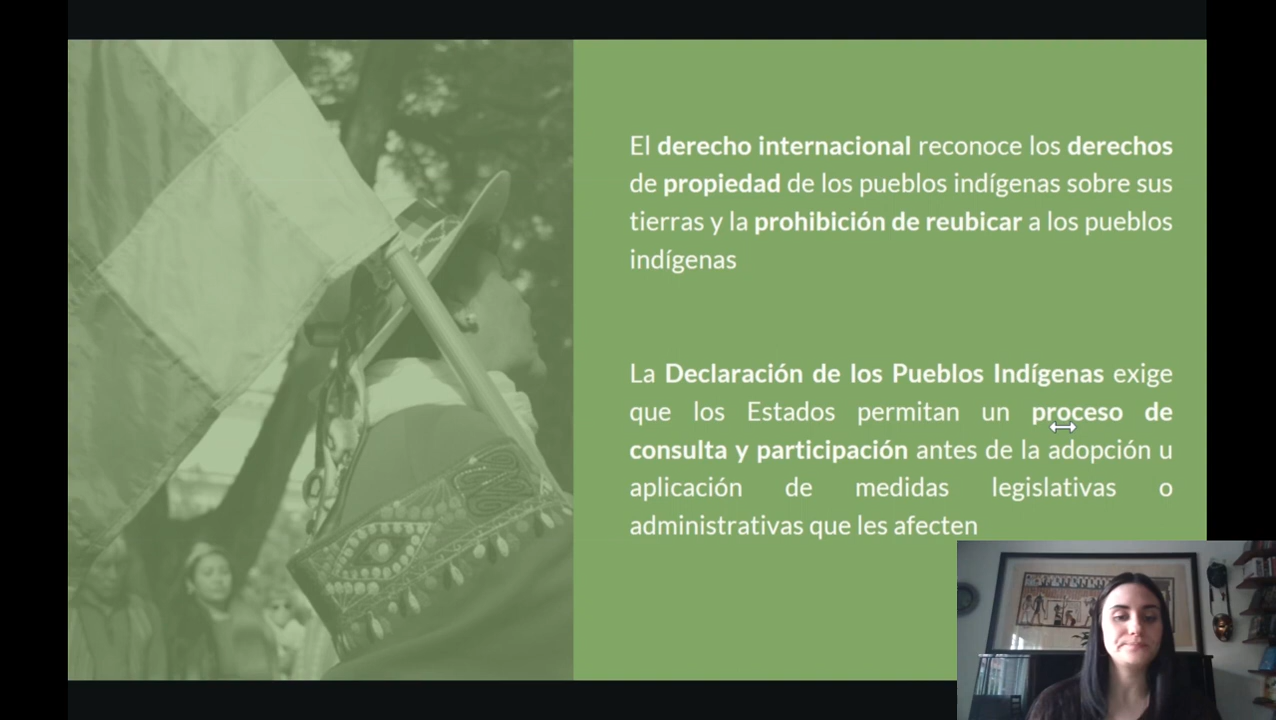 El derecho internacional reconoce los derechos
de propiedad de los pueblos indígenas sobre sus
tierras y la prohibición de reubicar a los pueblos
indígenas
La Declaración de los Pueblos Indígenas exige
que los Estados permitan un proceso de
consulta y participación antes de la adopción u
aplicación de medidas legislativas o
administrativas que les afecten